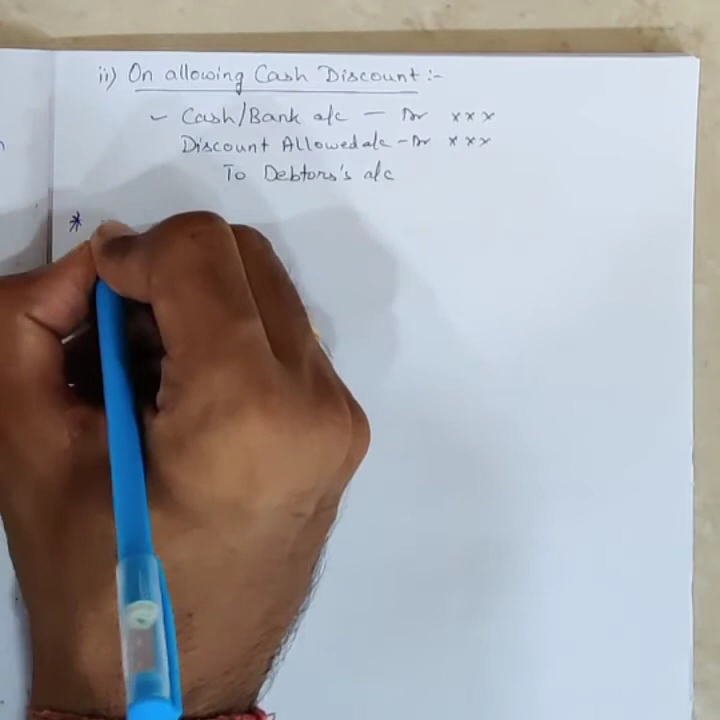 ii) On allowing Cash Discount :-
- Cash/Bank a/c - Dr xxx
Discount Allowed a/c - Dr xxx
To Debtors's a/c
*